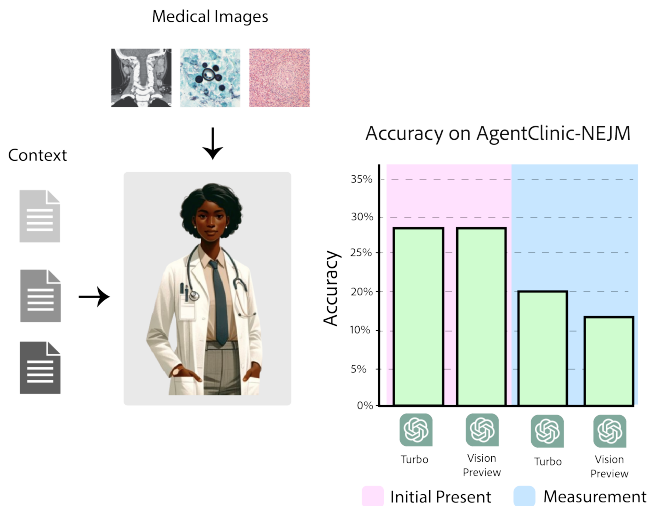 Medical Images
Context
Accuracy on AgentClinic-NEJM
Accuracy
35%
30%
25%
20%
10%
5%
0%
Turbo
Vision
Preview
Turbo
Vision
Preview
Initial Present
Measurement